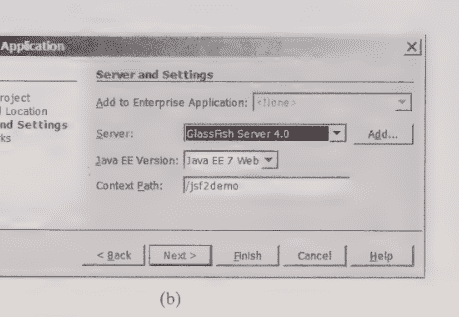 Application
Server and Settings
roject
Location
nd Settings
ks
Add to Enterprise Application: <None>
Server: GlassFish Server 4.0 Add...
Java EE Version: Java EE 7 Web
Context Path: /jsf2demo
< Back Next > Finish Cancel Help
(b)